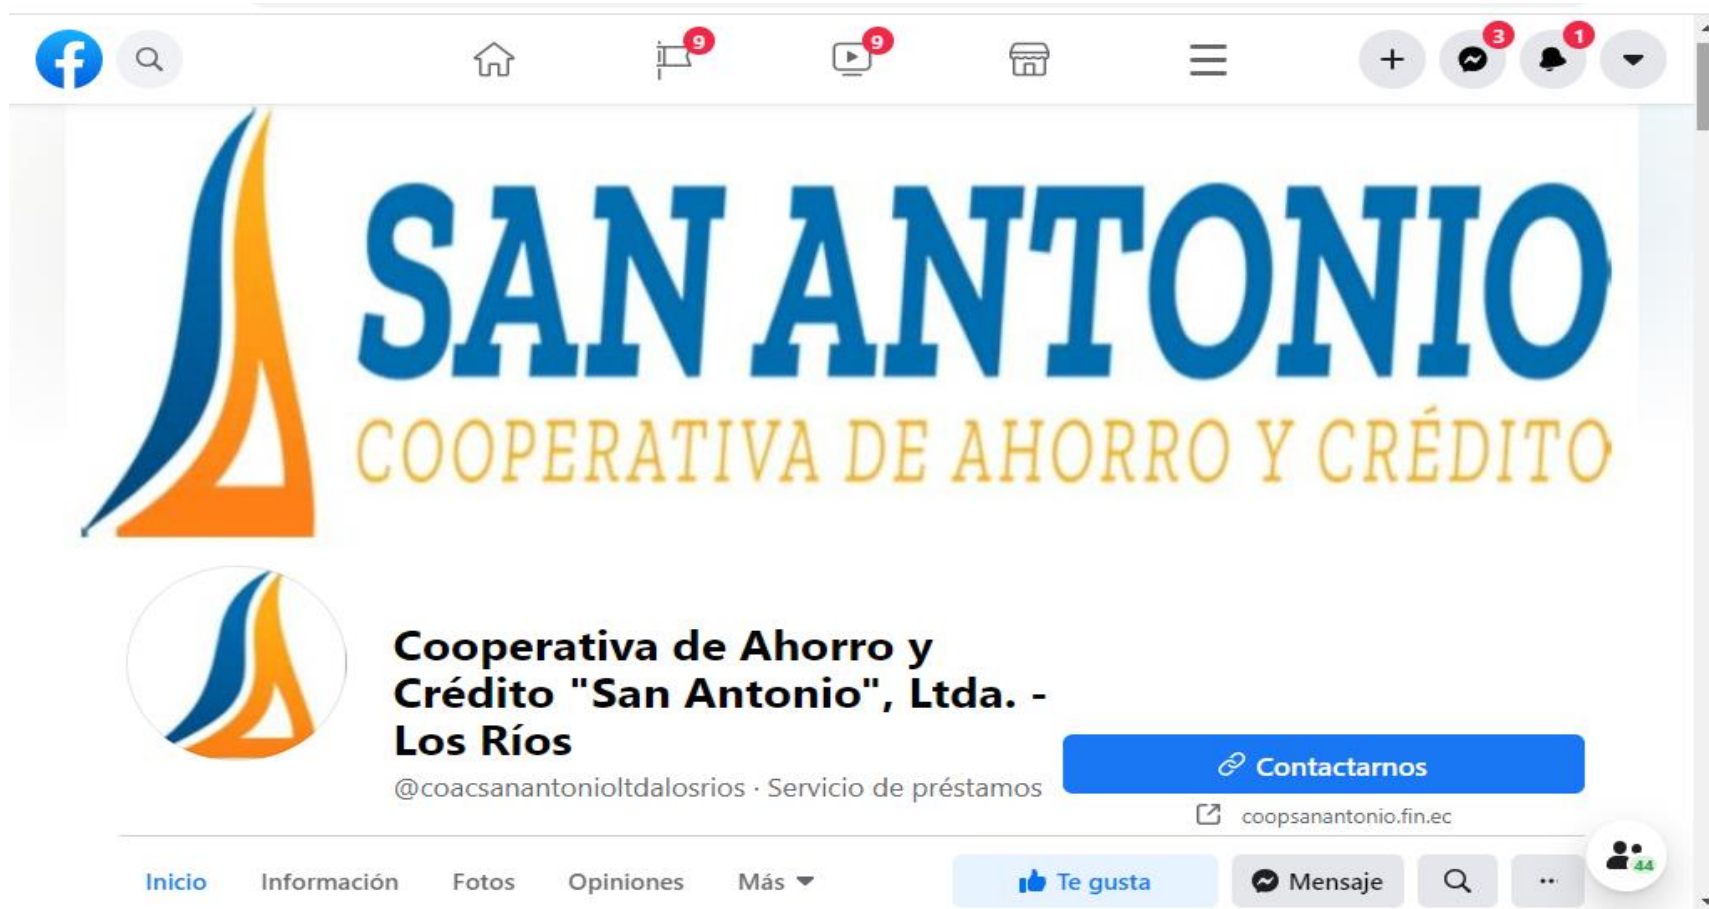 9
9
3
1
SAN ANTONIO
COOPERATIVA DE AHORRO Y CRÉDITO
Cooperativa de Ahorro y
Crédito "San Antonio", Ltda. -
Los Ríos
@coacsanantonioltdalosrios · Servicio de préstamos
Contactarnos
coopsanantonio.fin.ec
44
Inicio Información Fotos Opiniones Más Te gusta Mensaje